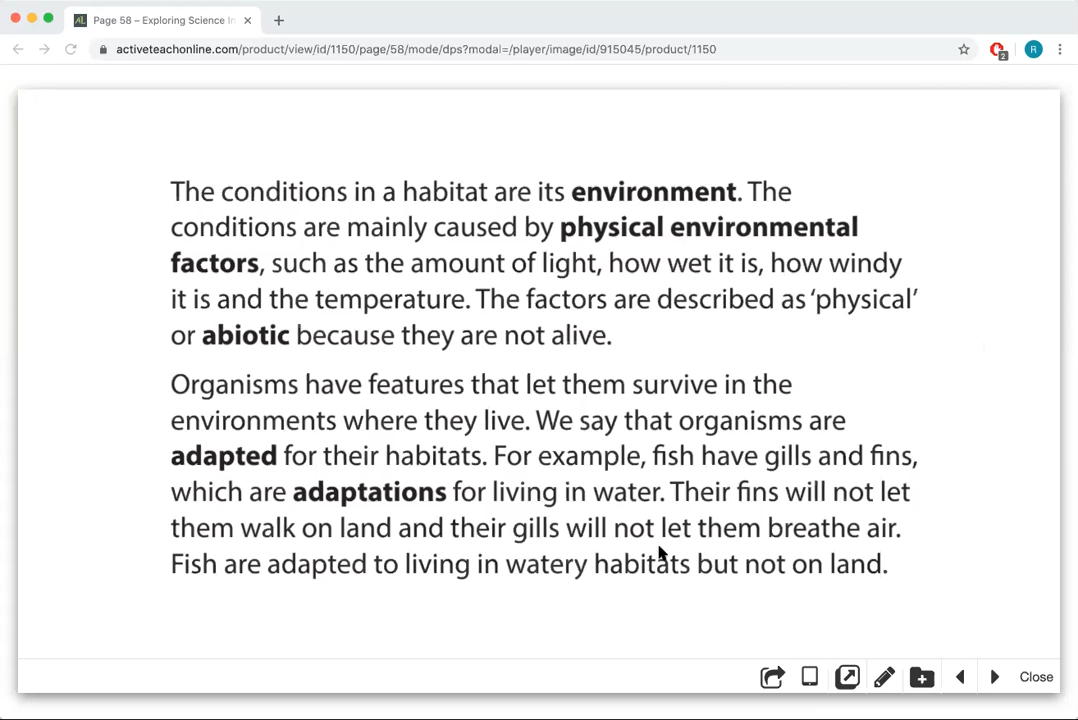 Page 58 – Exploring Science In
activeteachonline.com/product/view/id/1150/page/58/mode/dps?modal=/player/image/id/915045/product/1150
2
R
The conditions in a habitat are its environment. The
conditions are mainly caused by physical environmental
factors, such as the amount of light, how wet it is, how windy
it is and the temperature. The factors are described as ‘physical’
or abiotic because they are not alive.
Organisms have features that let them survive in the
environments where they live. We say that organisms are
adapted for their habitats. For example, fish have gills and fins,
which are adaptations for living in water. Their fins will not let
them walk on land and their gills will not let them breathe air.
Fish are adapted to living in watery habitats but not on land.
Close